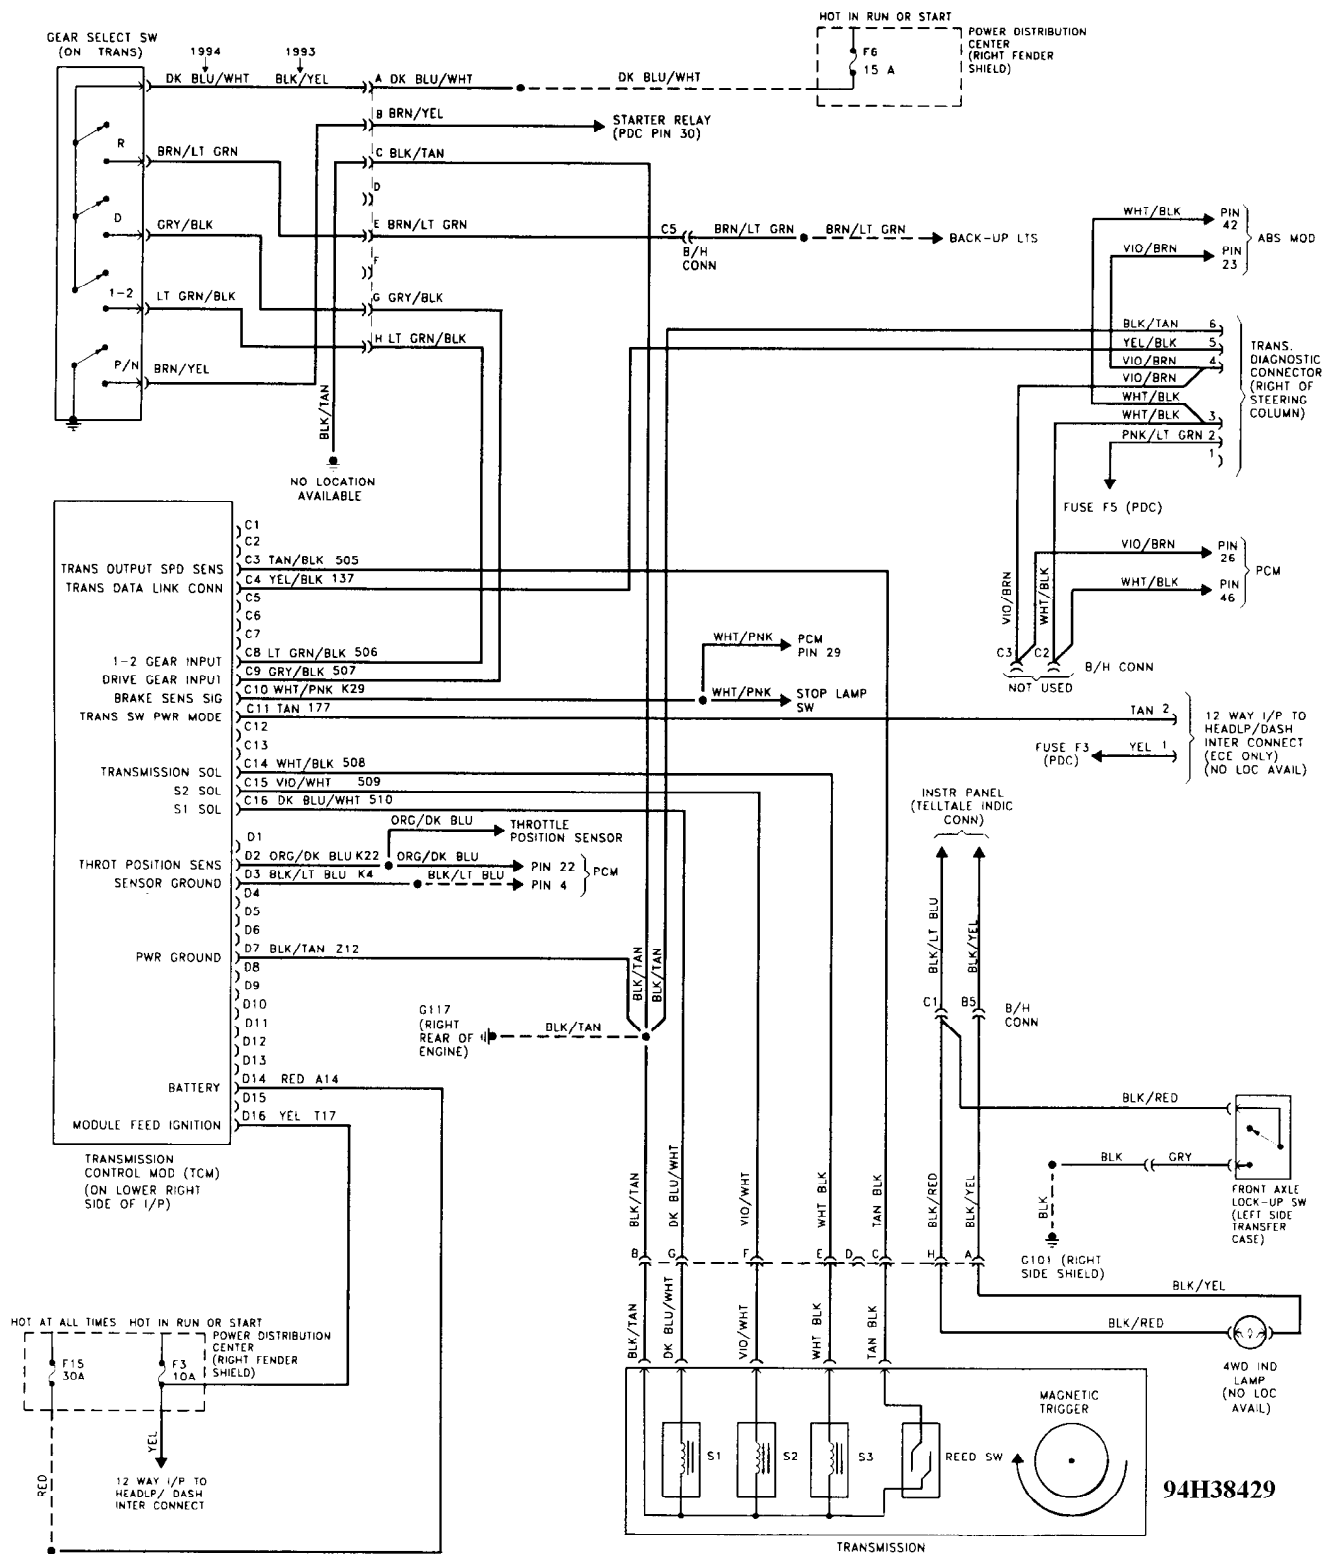 HOT IN RUN OR START
F6
15 A
POWER DISTRIBUTION
CENTER
(RIGHT FENDER
SHIELD)
GEAR SELECT SW
(ON TRANS)
1994
1993
DK BLU/WHT
BLK/YEL
A DK BLU/WHT
DK BLU/WHT
B BRN/YEL
STARTER RELAY
(PDC PIN 30)
R
BRN/LT GRN
C BLK/TAN
D
D
GRY/BLK
E BRN/LT GRN
C5
BRN/LT GRN
BRN/LT GRN
BACK-UP LTS
B/H
CONN
F
1-2
LT GRN/BLK
G GRY/BLK
H LT GRN/BLK
P/N
BRN/YEL
BLK/TAN
NO LOCATION
AVAILABLE
WHT/BLK
PIN
42
VIO/BRN
PIN
23
ABS MOD
BLK/TAN 6
YEL/BLK 5
VIO/BRN 4
VIO/BRN
WHT/BLK
WHT/BLK 3
PNK/LT GRN 2
1
TRANS.
DIAGNOSTIC
CONNECTOR
(RIGHT OF
STEERING
COLUMN)
FUSE F5 (PDC)
VIO/BRN
PIN
26
WHT/BLK
PIN
46
PCM
VIO/BRN
WHT/BLK
C3
C2
B/H CONN
NOT USED
C1
C2
TRANS OUTPUT SPD SENS
C3 TAN/BLK 505
TRANS DATA LINK CONN
C4 YEL/BLK 137
C5
C6
C7
1-2 GEAR INPUT
C8 LT GRN/BLK 506
DRIVE GEAR INPUT
C9 GRY/BLK 507
BRAKE SENS SIG
C10 WHT/PNK K29
TRANS SW PWR MODE
C11 TAN 177
C12
C13
TRANSMISSION SOL
C14 WHT/BLK 508
S2 SOL
C15 VIO/WHT 509
S1 SOL
C16 DK BLU/WHT 510
D1
THROT POSITION SENS
D2 ORG/DK BLU K22
SENSOR GROUND
D3 BLK/LT BLU K4
D4
D5
D6
PWR GROUND
D7 BLK/TAN Z12
D8
D9
D10
D11
D12
D13
BATTERY
D14 RED A14
D15
MODULE FEED IGNITION
D16 YEL T17
TRANSMISSION
CONTROL MOD (TCM)
(ON LOWER RIGHT
SIDE OF I/P)
WHT/PNK
PCM
PIN 29
WHT/PNK
STOP LAMP
SW
TAN 2
YEL 1
FUSE F3
(PDC)
12 WAY I/P TO
HEADLP/DASH
INTER CONNECT
(ECE ONLY)
(NO LOC AVAIL)
ORG/DK BLU
THROTTLE
POSITION SENSOR
ORG/DK BLU
PIN 22
BLK/LT BLU
PIN 4
PCM
INSTR PANEL
(TELLTALE INDIC
CONN)
BLK/LT BLU
BLK/YEL
C1
B5
B/H
CONN
BLK/TAN
BLK/TAN
G117
(RIGHT
REAR OF
ENGINE)
BLK/TAN
BLK/RED
BLK
GRY
BLK
FRONT AXLE
LOCK-UP SW
(LEFT SIDE
TRANSFER
CASE)
G101 (RIGHT
SIDE SHIELD)
BLK/TAN
DK BLU/WHT
VIO/WHT
WHT BLK
TAN BLK
BLK/RED
BLK/YEL
B
G
F
E
D
C
H
A
BLK/TAN
DK BLU/WHT
VIO/WHT
WHT BLK
TAN BLK
BLK/YEL
BLK/RED
4WD IND
LAMP
(NO LOC
AVAIL)
HOT AT ALL TIMES
HOT IN RUN OR START
F15
30A
F3
10A
POWER DISTRIBUTION
CENTER
(RIGHT FENDER
SHIELD)
YEL
RED
12 WAY I/P TO
HEADLP/ DASH
INTER CONNECT
S1
S2
S3
REED SW
MAGNETIC
TRIGGER
94H38429
TRANSMISSION